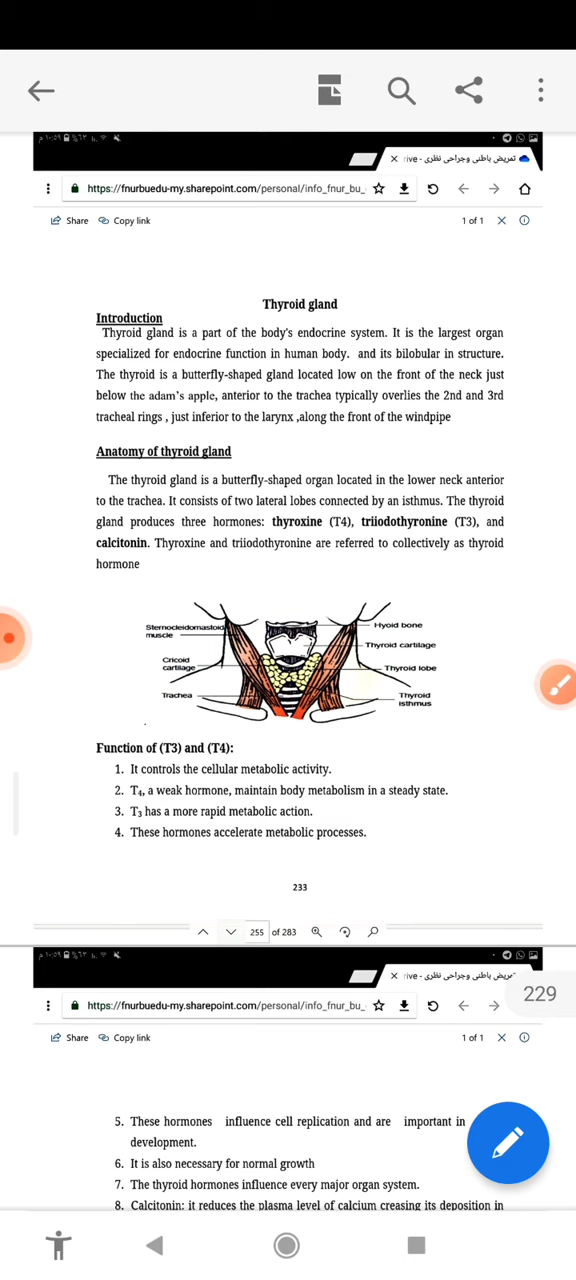 تمريض باطنى وجراحى نظرى - rive
https://fnurbuedu-my.sharepoint.com/personal/info_fnur_bu_
Share Copy link 1 of 1
Thyroid gland
Introduction
Thyroid gland is a part of the body's endocrine system. It is the largest organ
specialized for endocrine function in human body. and its bilobular in structure.
The thyroid is a butterfly-shaped gland located low on the front of the neck just
below the adam's apple, anterior to the trachea typically overlies the 2nd and 3rd
tracheal rings , just inferior to the larynx ,along the front of the windpipe
Anatomy of thyroid gland
The thyroid gland is a butterfly-shaped organ located in the lower neck anterior
to the trachea. It consists of two lateral lobes connected by an isthmus. The thyroid
gland produces three hormones: thyroxine (T4), triiodothyronine (T3), and
calcitonin. Thyroxine and triiodothyronine are referred to collectively as thyroid
hormone
Sternocleidomastoid
muscle
Cricoid
cartilage
Trachea
Hyoid bone
Thyroid cartilage
Thyroid lobe
Thyroid
isthmus
Function of (T3) and (T4):
1. It controls the cellular metabolic activity.
2. T₄, a weak hormone, maintain body metabolism in a steady state.
3. T₃ has a more rapid metabolic action.
4. These hormones accelerate metabolic processes.
233
255 of 283
تمريض باطنى وجراحى نظرى - rive
229
https://fnurbuedu-my.sharepoint.com/personal/info_fnur_bu_
Share Copy link 1 of 1
5. These hormones influence cell replication and are important in
development.
6. It is also necessary for normal growth
7. The thyroid hormones influence every major organ system.
8. Calcitonin: it reduces the plasma level of calcium creasing its deposition in